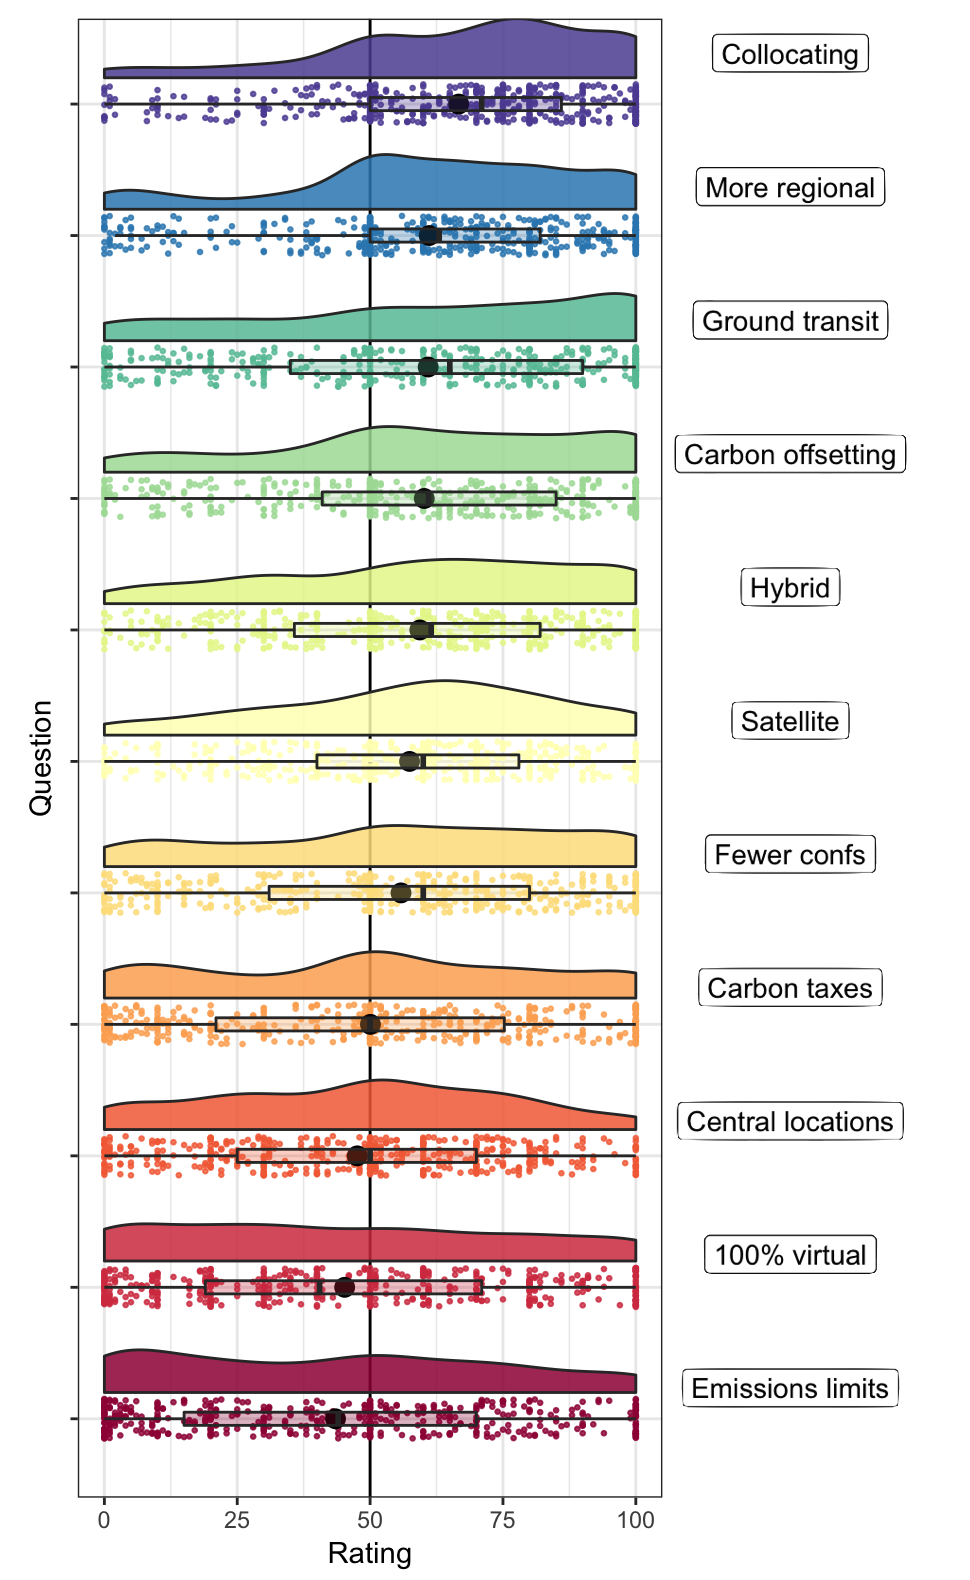 Collocating
More regional
Ground transit
Carbon offsetting
Hybrid
Satellite
Question
Fewer confs
Carbon taxes
Central locations
100% virtual
Emissions limits
0 25 50 75 100
Rating